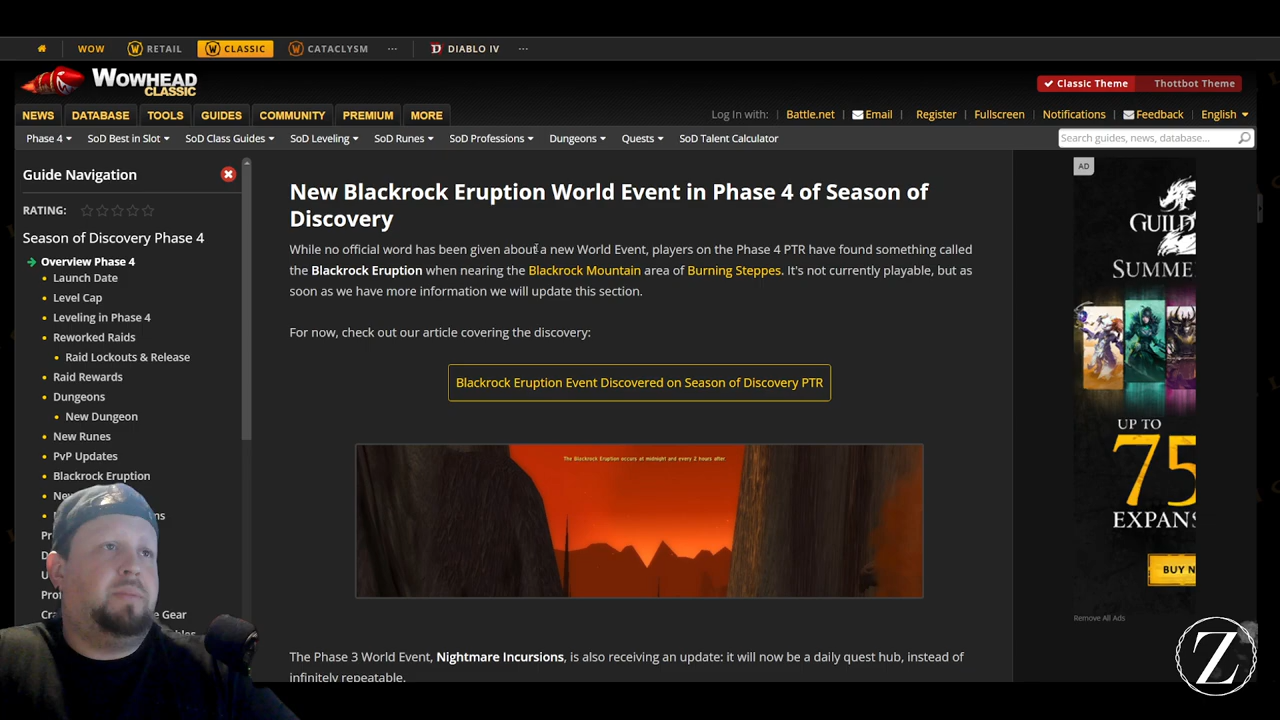 WOW
RETAIL
CLASSIC
CATACLYSM
DIABLO IV
WOWHEAD
CLASSIC
Classic Theme
Thottbot Theme
NEWS
DATABASE
TOOLS
GUIDES
COMMUNITY
PREMIUM
MORE
Log In with:
Battle.net
Email
Register
Fullscreen
Notifications
Feedback
English
Phase 4
SoD Best in Slot
SoD Class Guides
SoD Leveling
SoD Runes
SoD Professions
Dungeons
Quests
SoD Talent Calculator
Search guides, news, database...
Guide Navigation
RATING:
Season of Discovery Phase 4
Overview Phase 4
Launch Date
Level Cap
Leveling in Phase 4
Reworked Raids
Raid Lockouts & Release
Raid Rewards
Dungeons
New Dungeon
New Runes
PvP Updates
Blackrock Eruption
New Blackrock Eruption World Event in Phase 4 of Season of
Discovery
While no official word has been given about a new World Event, players on the Phase 4 PTR have found something called
the Blackrock Eruption when nearing the Blackrock Mountain area of Burning Steppes. It's not currently playable, but as
soon as we have more information we will update this section.
For now, check out our article covering the discovery:
Blackrock Eruption Event Discovered on Season of Discovery PTR
The Blackrock Eruption occurs at midnight and every 2 hours after
The Phase 3 World Event, Nightmare Incursions, is also receiving an update: it will now be a daily quest hub, instead of
infinitely repeatable.
AD
GUILD
SUMME
UP TO
75
EXPANS
BUY N
Remove All Ads
Z